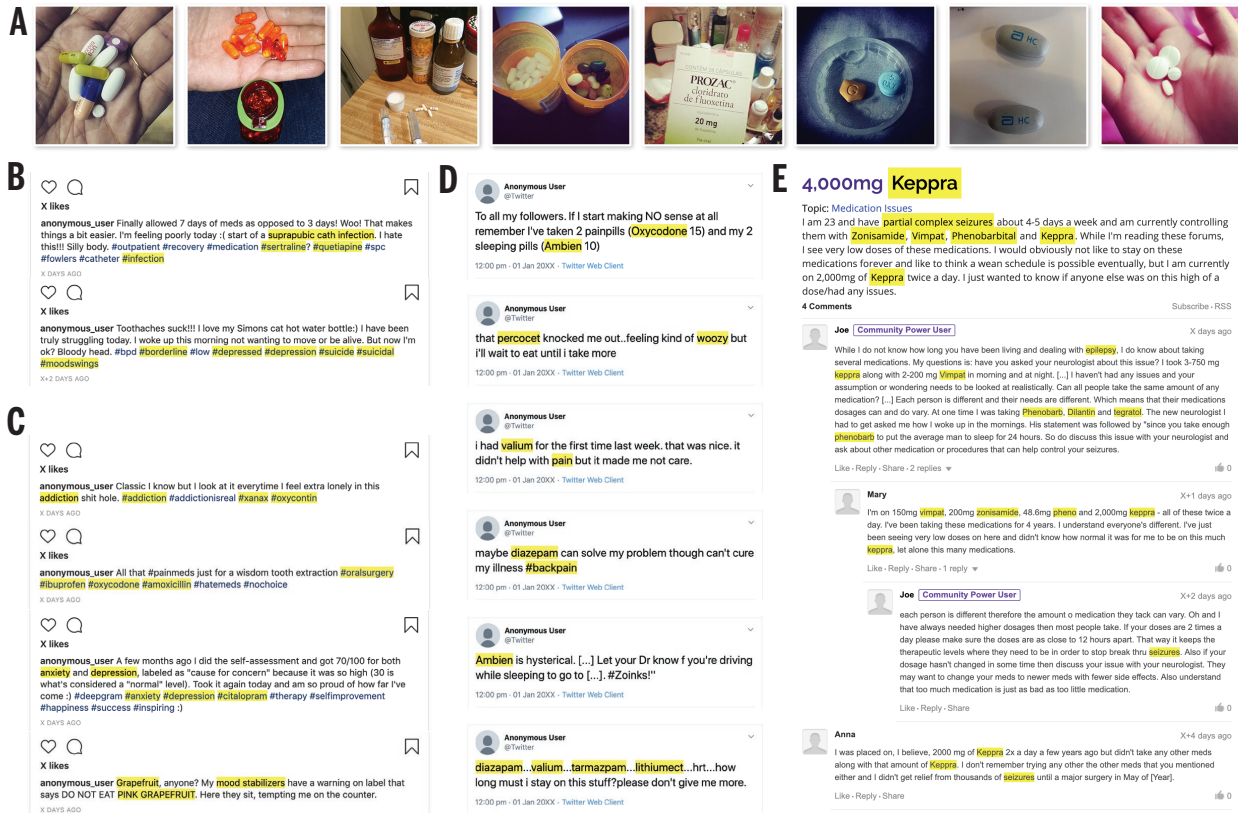 A
CONTÉM 28 CÁPSULAS
PROZAC
cloridrato
de fluoxetina
20 mg
Via oral
G
HC
HC
B
X likes
anonymous_user Finally allowed 7 days of meds as opposed to 3 days! Woo! That makes
things a bit easier. I'm feeling poorly today :( start of a suprapubic cath infection. I hate
this!!! Silly body. #outpatient #recovery #medication #sertraline? #quetiapine #spc
#fowlers #catheter #infection
X DAYS AGO
X likes
anonymous_user Toothaches suck!!! I love my Simons cat hot water bottle:) I have been
truly struggling today. I woke up this morning not wanting to move or be alive. But now I'm
ok? Bloody head. #bpd #borderline #low #depressed #depression #suicide #suicidal
#moodswings
X+2 DAYS AGO
C
X likes
anonymous_user Classic I know but I look at it everytime I feel extra lonely in this
addiction shit hole. #addiction #addictionisreal #xanax #oxycontin
X DAYS AGO
X likes
anonymous_user All that #painmeds just for a wisdom tooth extraction #oralsurgery
#ibuprofen #oxycodone #amoxicillin #hatemeds #nochoice
X DAYS AGO
X likes
anonymous_user A few months ago I did the self-assessment and got 70/100 for both
anxiety and depression, labeled as "cause for concern" because it was so high (30 is
what's considered a "normal" level). Took it again today and am so proud of how far I've
come :) #deepgram #anxiety #depression #citalopram #therapy #selfimprovement
#happiness #success #inspiring :)
X DAYS AGO
X likes
anonymous_user Grapefruit, anyone? My mood stabilizers have a warning on label that
says DO NOT EAT PINK GRAPEFRUIT. Here they sit, tempting me on the counter.
X DAYS AGO
D
Anonymous User
@Twitter
To all my followers. If I start making NO sense at all
remember I've taken 2 painpills (Oxycodone 15) and my 2
sleeping pills (Ambien 10)
12:00 pm · 01 Jan 20XX · Twitter Web Client
Anonymous User
@Twitter
that percocet knocked me out..feeling kind of woozy but
i'll wait to eat until i take more
12:00 pm · 01 Jan 20XX · Twitter Web Client
Anonymous User
@Twitter
i had valium for the first time last week. that was nice. it
didn't help with pain but it made me not care.
12:00 pm · 01 Jan 20XX · Twitter Web Client
Anonymous User
@Twitter
maybe diazepam can solve my problem though can't cure
my illness #backpain
12:00 pm · 01 Jan 20XX · Twitter Web Client
Anonymous User
@Twitter
Ambien is hysterical. [...] Let your Dr know f you're driving
while sleeping to go to [...]. #Zoinks!"
12:00 pm · 01 Jan 20XX · Twitter Web Client
Anonymous User
@Twitter
diazapam...valium...tarmazpam...lithiumect...hrt...how
long must i stay on this stuff?please don't give me more.
12:00 pm · 01 Jan 20XX · Twitter Web Client
E
4,000mg Keppra
Topic: Medication Issues
I am 23 and have partial complex seizures about 4-5 days a week and am currently controlling
them with Zonisamide, Vimpat, Phenobarbital and Keppra. While I'm reading these forums,
I see very low doses of these medications. I would obviously not like to stay on these
medications forever and like to think a wean schedule is possible eventually, but I am currently
on 2,000mg of Keppra twice a day. I just wanted to know if anyone else was on this high of a
dose/had any issues.
4 Comments
Subscribe · RSS
Joe Community Power User
X days ago
While I do not know how long you have been living and dealing with epilepsy, I do know about taking
several medications. My questions is: have you asked your neurologist about this issue? I took 3-750 mg
keppra along with 2-200 mg Vimpat in morning and at night. [...] I haven't had any issues and your
assumption or wondering needs to be looked at realistically. Can all people take the same amount of any
medication? [...] Each person is different and their needs are different. Which means that their medications
dosages can and do vary. At one time I was taking Phenobarb, Dilantin and tegratol. The new neurologist I
had to get asked me how I woke up in the mornings. His statement was followed by "since you take enough
phenobarb to put the average man to sleep for 24 hours. So do discuss this issue with your neurologist and
ask about other medication or procedures that can help control your seizures.
Like · Reply · Share · 2 replies
0
Mary
X+1 days ago
I'm on 150mg vimpat, 200mg zonisamide, 48.6mg pheno and 2,000mg keppra - all of these twice a
day. I've been taking these medications for 4 years. I understand everyone's different. I've just
been seeing very low doses on here and didn't know how normal it was for me to be on this much
keppra, let alone this many medications.
Like · Reply · Share · 1 reply
0
Joe Community Power User
X+2 days ago
each person is different therefore the amount o medication they tack can vary. Oh and I
have always needed higher dosages then most people take. If your doses are 2 times a
day please make sure the doses are as close to 12 hours apart. That way it keeps the
therapeutic levels where they need to be in order to stop break thru seizures. Also if your
dosage hasn't changed in some time then discuss your issue with your neurologist. They
may want to change your meds to newer meds with fewer side effects. Also understand
that too much medication is just as bad as too little medication.
Like · Reply · Share
0
Anna
X+4 days ago
I was placed on, I believe, 2000 mg of Keppra 2x a day a few years ago but didn't take any other meds
along with that amount of Keppra. I don't remember trying any other the other meds that you mentioned
either and I didn't get relief from thousands of seizures until a major surgery in May of [Year].
Like · Reply · Share
0